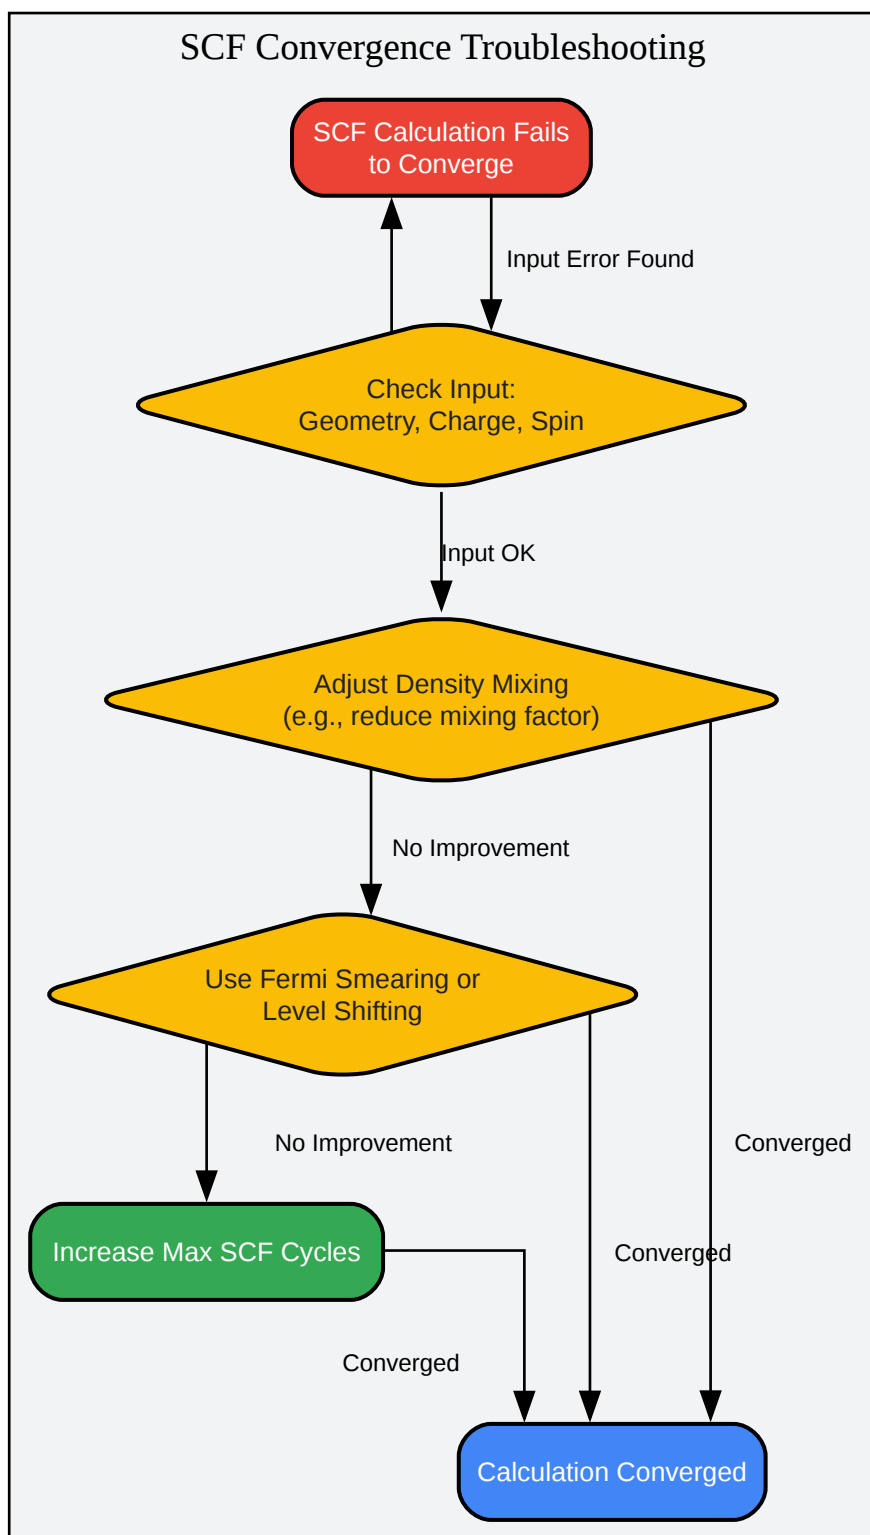 SCF Convergence Troubleshooting
SCF Calculation Fails
to Converge
Input Error Found
Check Input:
Geometry, Charge, Spin
Input OK
Adjust Density Mixing
(e.g., reduce mixing factor)
No Improvement
Use Fermi Smearing or
Level Shifting
No Improvement
Converged
Increase Max SCF Cycles
Converged
Converged
Calculation Converged